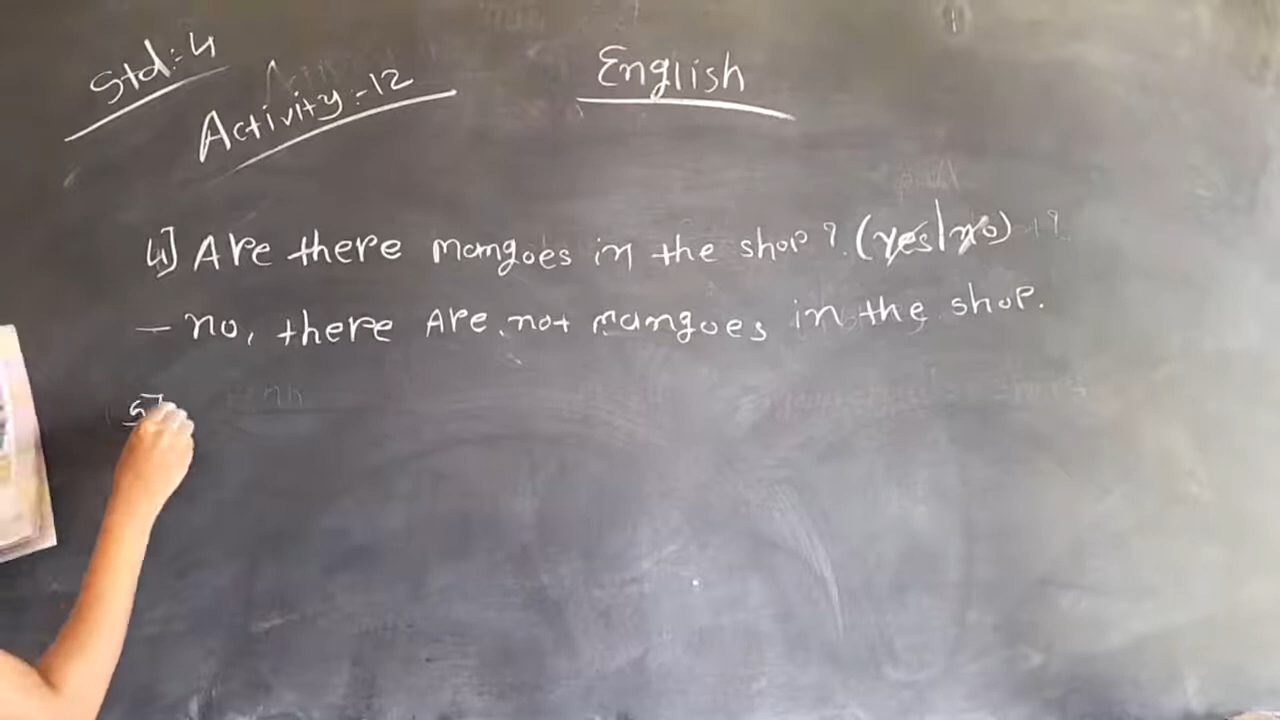 Std:-4
Activity:-12
English
4] Are there mangoes in the shop? (yes/no)
- no, there Are not mangoes in the shop.
5]